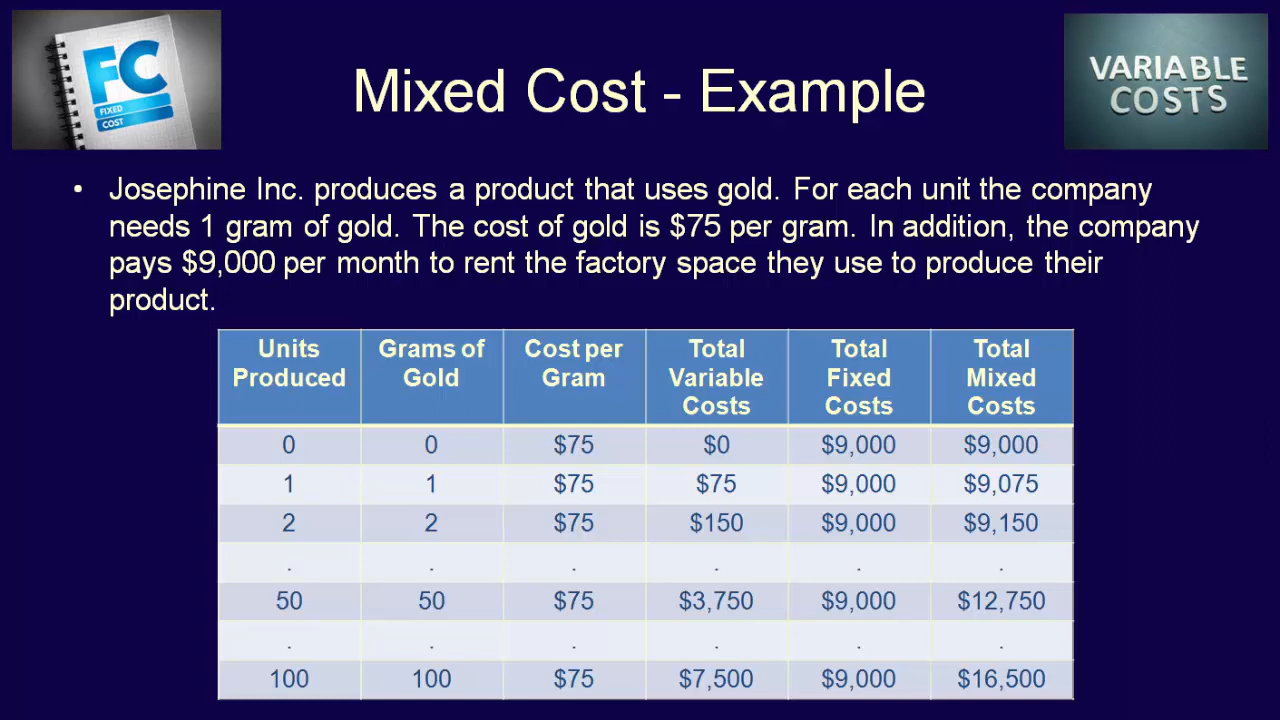 FC
FIXED
COST
Mixed Cost - Example
VARIABLE
COSTS
• Josephine Inc. produces a product that uses gold. For each unit the company
needs 1 gram of gold. The cost of gold is $75 per gram. In addition, the company
pays $9,000 per month to rent the factory space they use to produce their
product.
Units Produced Grams of Gold Cost per Gram Total Variable Costs Total Fixed Costs Total Mixed Costs
0 0 $75 $0 $9,000 $9,000
1 1 $75 $75 $9,000 $9,075
2 2 $75 $150 $9,000 $9,150
. . . . . .
50 50 $75 $3,750 $9,000 $12,750
. . . . . .
100 100 $75 $7,500 $9,000 $16,500